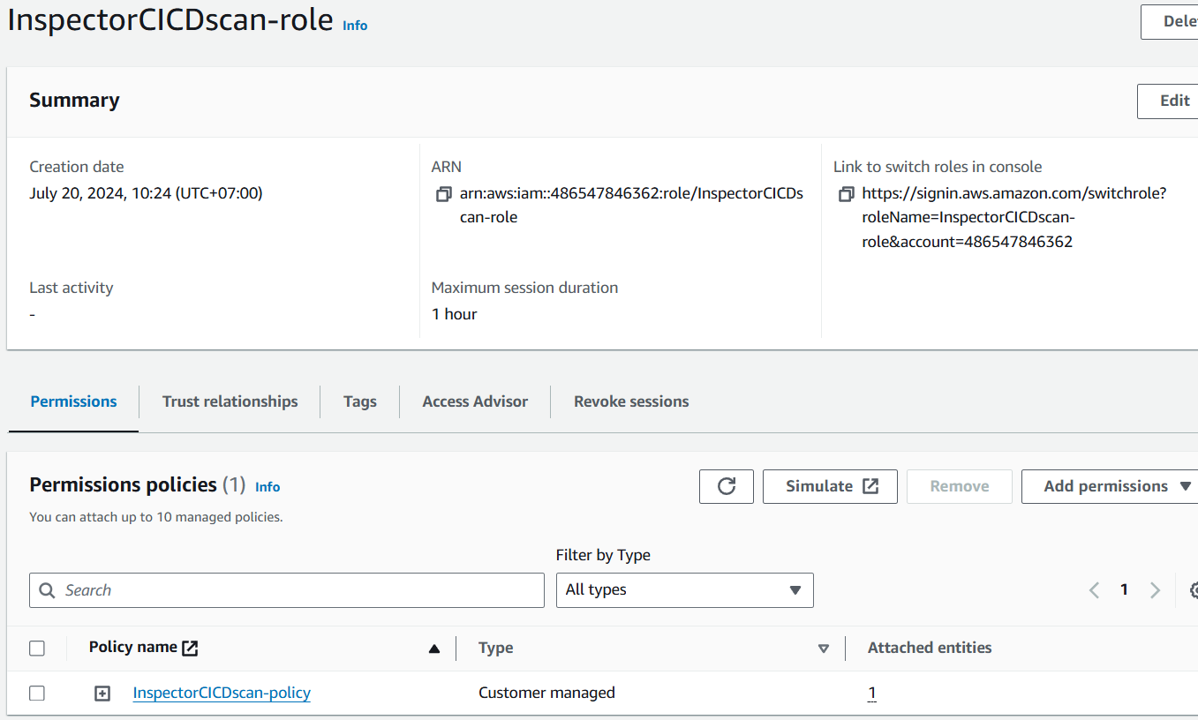 InspectorCICDscan-role Info
Summary
Edit
Creation date
July 20, 2024, 10:24 (UTC+07:00)
ARN
arn:aws:iam::486547846362:role/InspectorCICDs
can-role
Link to switch roles in console
https://signin.aws.amazon.com/switchrole?
roleName=InspectorCICDscan-
role&account=486547846362
Last activity
-
Maximum session duration
1 hour
Permissions
Trust relationships
Tags
Access Advisor
Revoke sessions
Permissions policies (1) Info
You can attach up to 10 managed policies.
Simulate
Remove
Add permissions
Filter by Type
Search
All types
1
Policy name
Type
Attached entities
InspectorCICDscan-policy
Customer managed
1